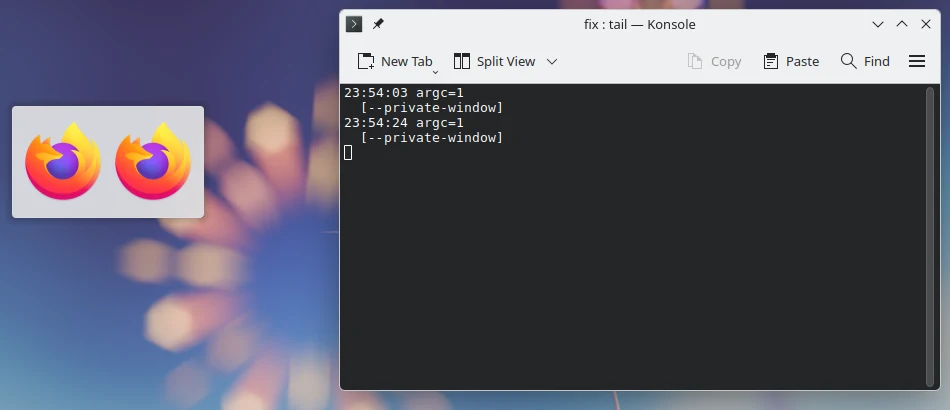 fix : tail — Konsole
New Tab Split View Copy Paste Find
23:54:03 argc=1
[--private-window]
23:54:24 argc=1
[--private-window]